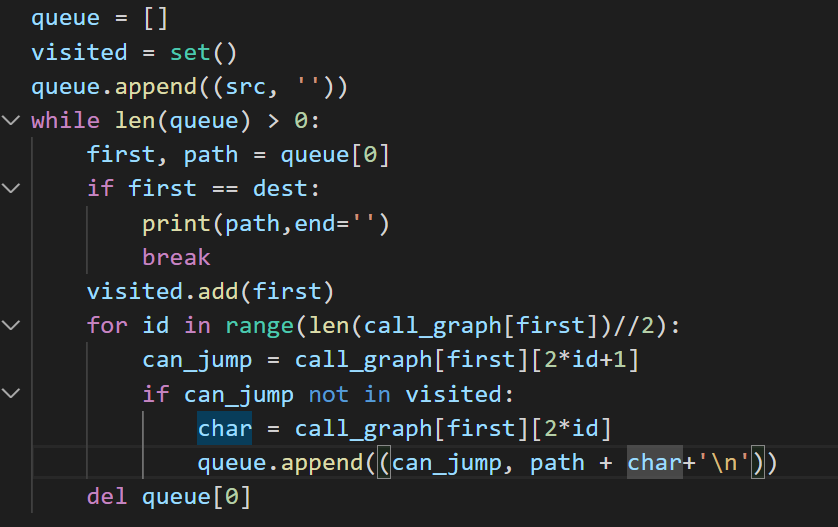 queue = []
visited = set()
queue.append((src, ''))
while len(queue) > 0:
    first, path = queue[0]
    if first == dest:
        print(path,end='')
        break
    visited.add(first)
    for id in range(len(call_graph[first])//2):
        can_jump = call_graph[first][2*id+1]
        if can_jump not in visited:
            char = call_graph[first][2*id]
            queue.append((can_jump, path + char+'\n'))
    del queue[0]